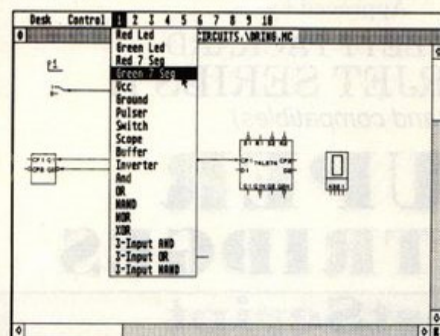 Desk Control 1 2 3 4 5 6 7 8 9 10
CIRCUITS.\DRING.MC
Red Led
Green Led
Red 7 Seg
Green 7 Seg
Vcc
Ground
Pulser
Switch
Scope
Buffer
Inverter
And
OR
NAND
NOR
XOR
3-Input AND
3-Input OR
3-Input NAND
P1